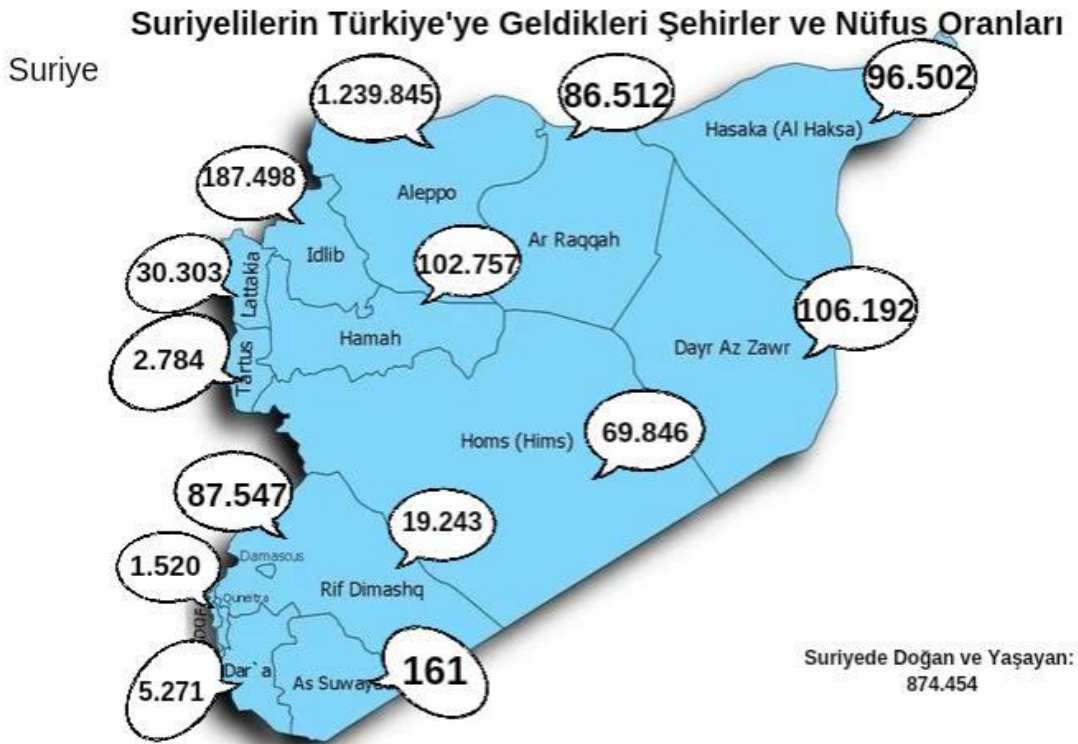 Suriyelilerin Türkiye'ye Geldikleri Şehirler ve Nüfus Oranları
Suriye
1.239.845
86.512
96.502
Hasaka (Al Haksa)
187.498
Aleppo
Idlib
102.757
Ar Raqqah
30.303
Lattakia
106.192
Hamah
2.784
Tartus
Dayr Az Zawr
Homs (Hims)
69.846
87.547
19.243
1.520
Damascus
Rif Dimashq
Qunetra
5.271
Dar`a
As Suwayd
161
Suriyede Doğan ve Yaşayan:
874.454